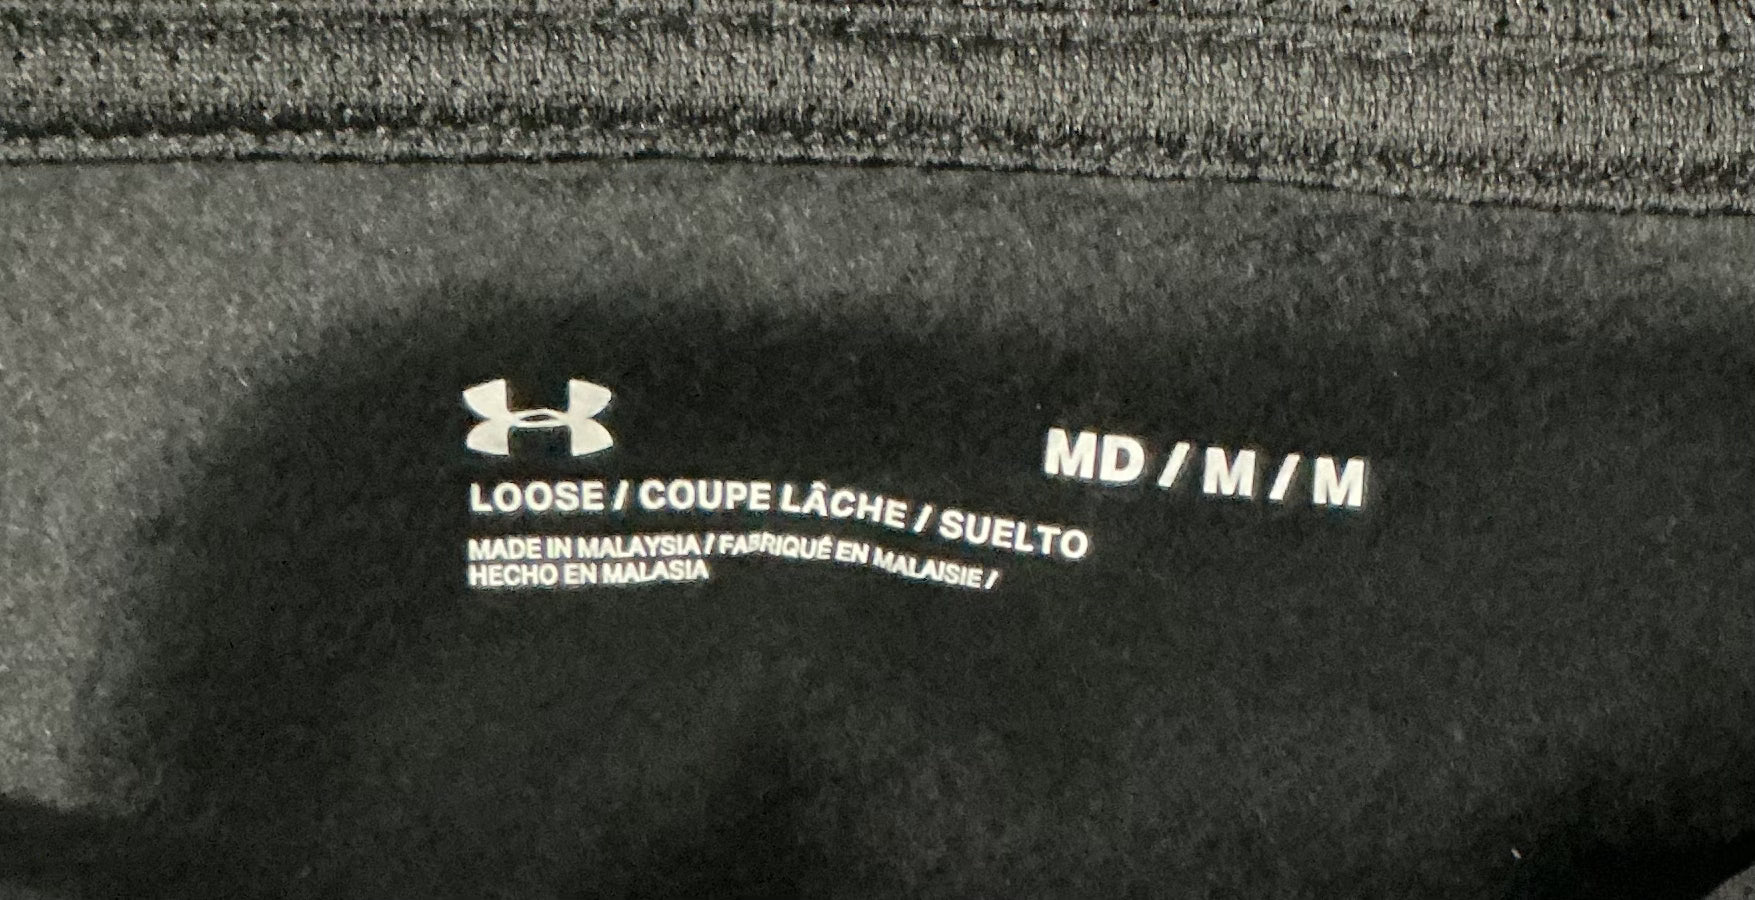 LOOSE / COUPE LÂCHE / SUELTO
MADE IN MALAYSIA / FABRIQUÉ EN MALAISIE /
HECHO EN MALASIA
MD / M / M